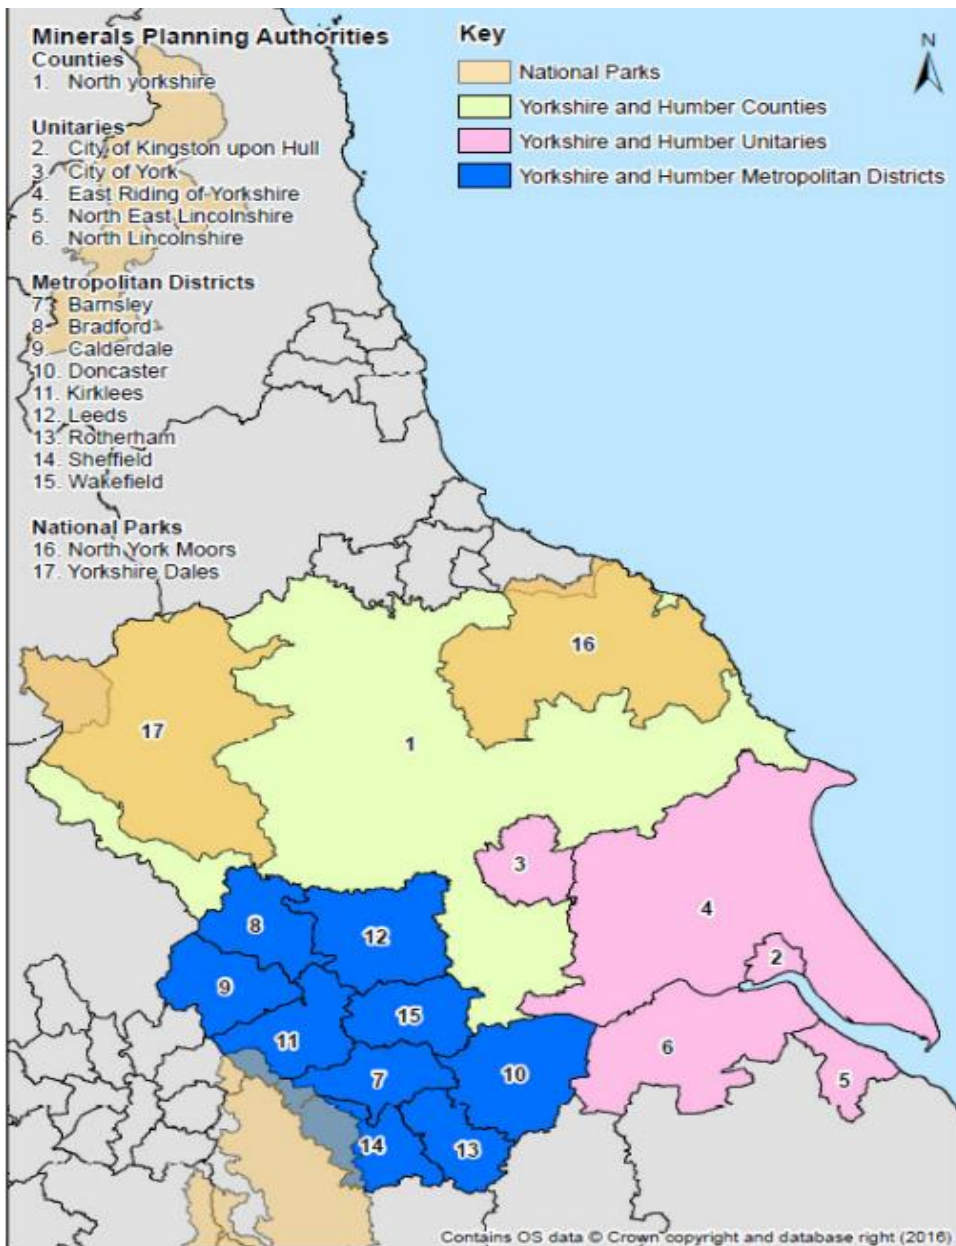 Minerals Planning Authorities
Counties
1. North yorkshire
Unitaries
2. City of Kingston upon Hull
3. City of York
4. East Riding of Yorkshire
5. North East Lincolnshire
6. North Lincolnshire
Metropolitan Districts
7. Barnsley
8. Bradford
9. Calderdale
10. Doncaster
11. Kirklees
12. Leeds
13. Rotherham
14. Sheffield
15. Wakefield
National Parks
16. North York Moors
17. Yorkshire Dales
Key
National Parks
Yorkshire and Humber Counties
Yorkshire and Humber Unitaries
Yorkshire and Humber Metropolitan Districts
N
16
17
1
3
4
8
12
2
9
15
11
6
7
10
5
14
13
Contains OS data © Crown copyright and database right (2016)